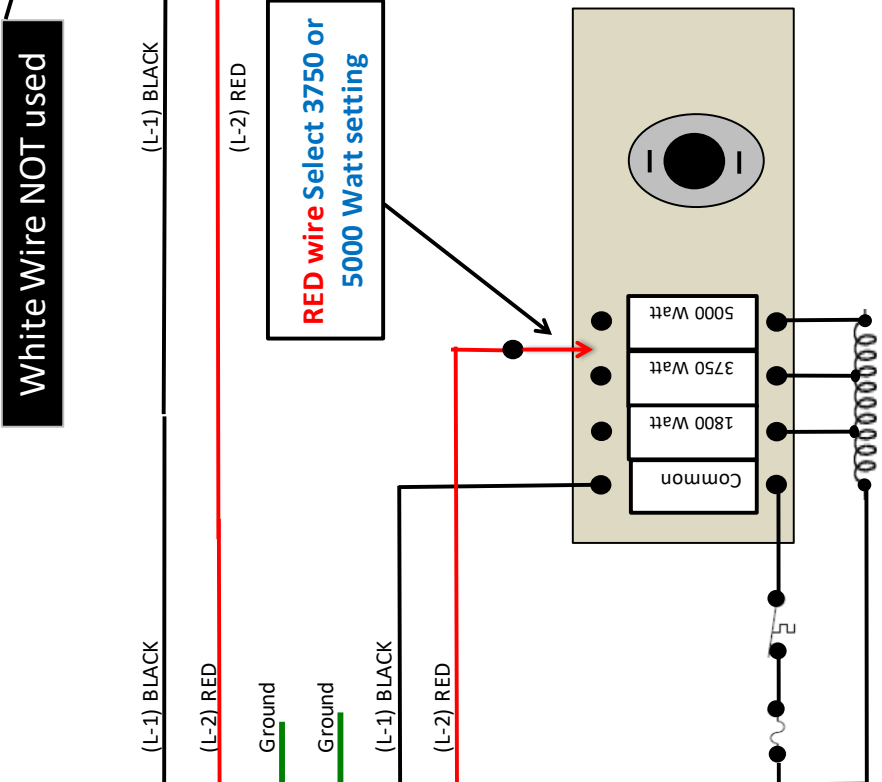 White Wire NOT used
(L-1) BLACK
(L-2) RED
RED wire Select 3750 or
5000 Watt setting
5000 Watt
3750 Watt
1800 Watt
Common
(L-1) BLACK
(L-2) RED
Ground
Ground
(L-1) BLACK
(L-2) RED